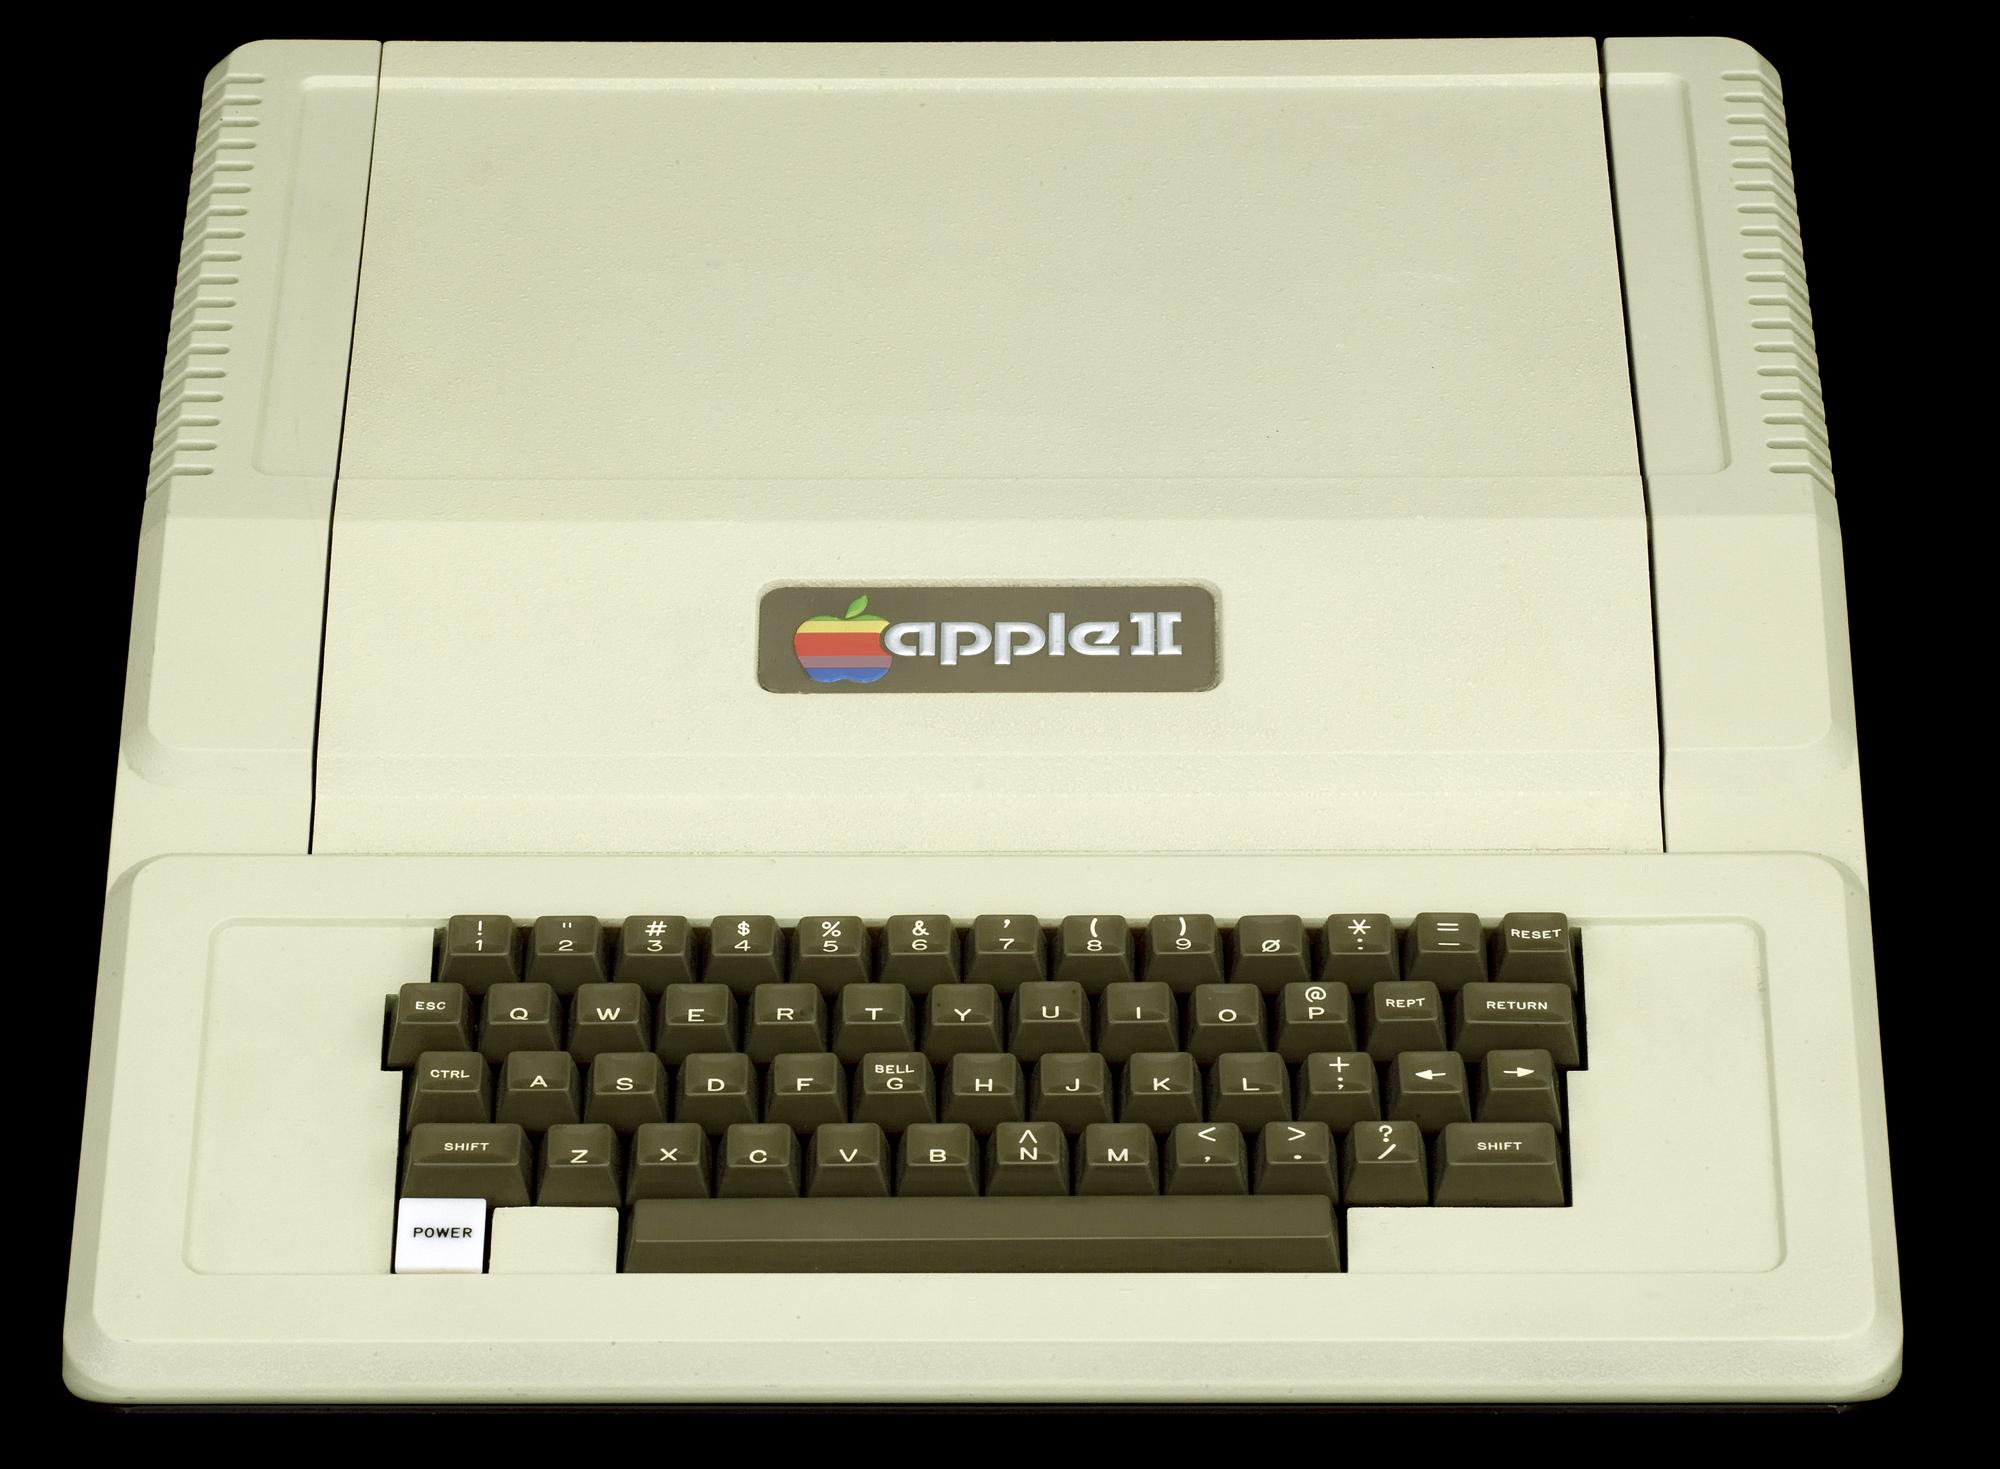 apple II
! " # $ % & ' ( ) * =
1 2 3 4 5 6 7 8 9 Ø : - RESET
ESC Q W E R T Y U I O @ P REPT RETURN
CTRL A S D F BELL G H J K L + ; ← →
SHIFT Z X C V B ^ N M < , > . ? / SHIFT
POWER